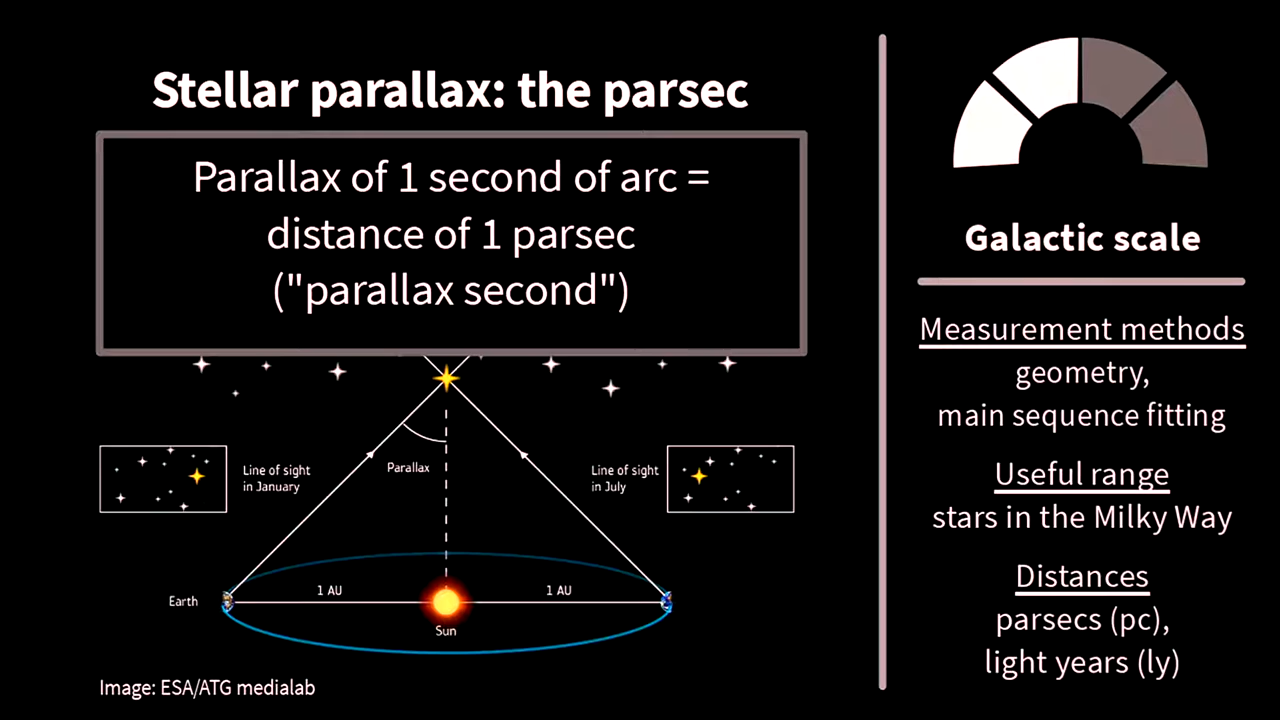 Stellar parallax: the parsec
Parallax of 1 second of arc =
distance of 1 parsec
("parallax second")
Line of sight
in January
Parallax
Line of sight
in July
1 AU
1 AU
Earth
Sun
Image: ESA/ATG medialab
Galactic scale
Measurement methods
geometry,
main sequence fitting
Useful range
stars in the Milky Way
Distances
parsecs (pc),
light years (ly)